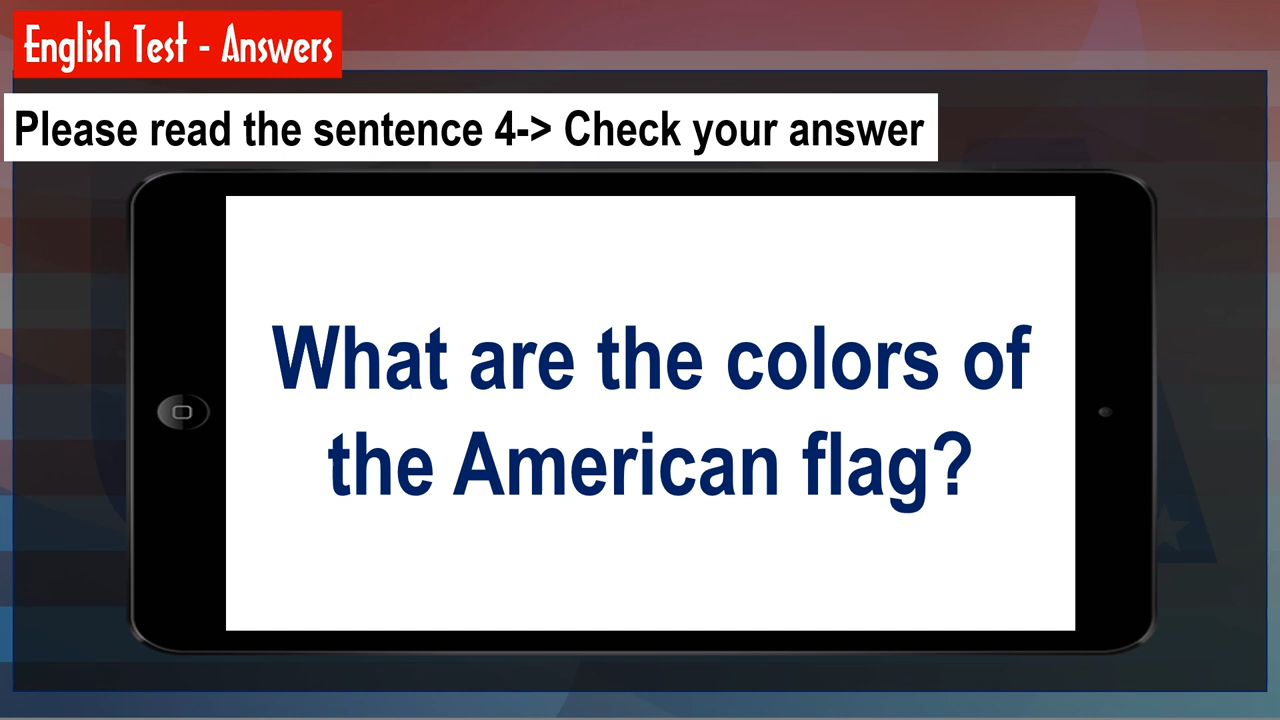 English Test - Answers
Please read the sentence 4-> Check your answer
What are the colors of
the American flag?